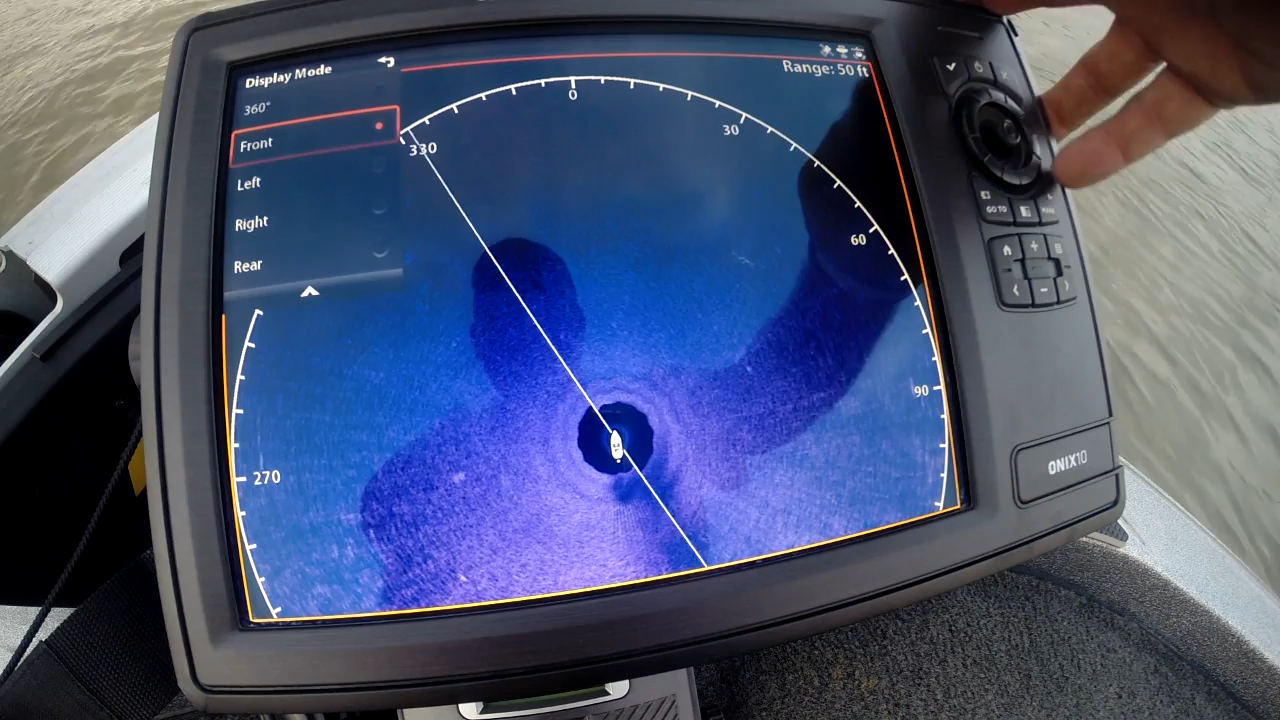 Display Mode
Range: 50 ft
360°
Front
Left
Right
Rear
330
0
30
60
90
270
GO TO
MARK
ONIX10